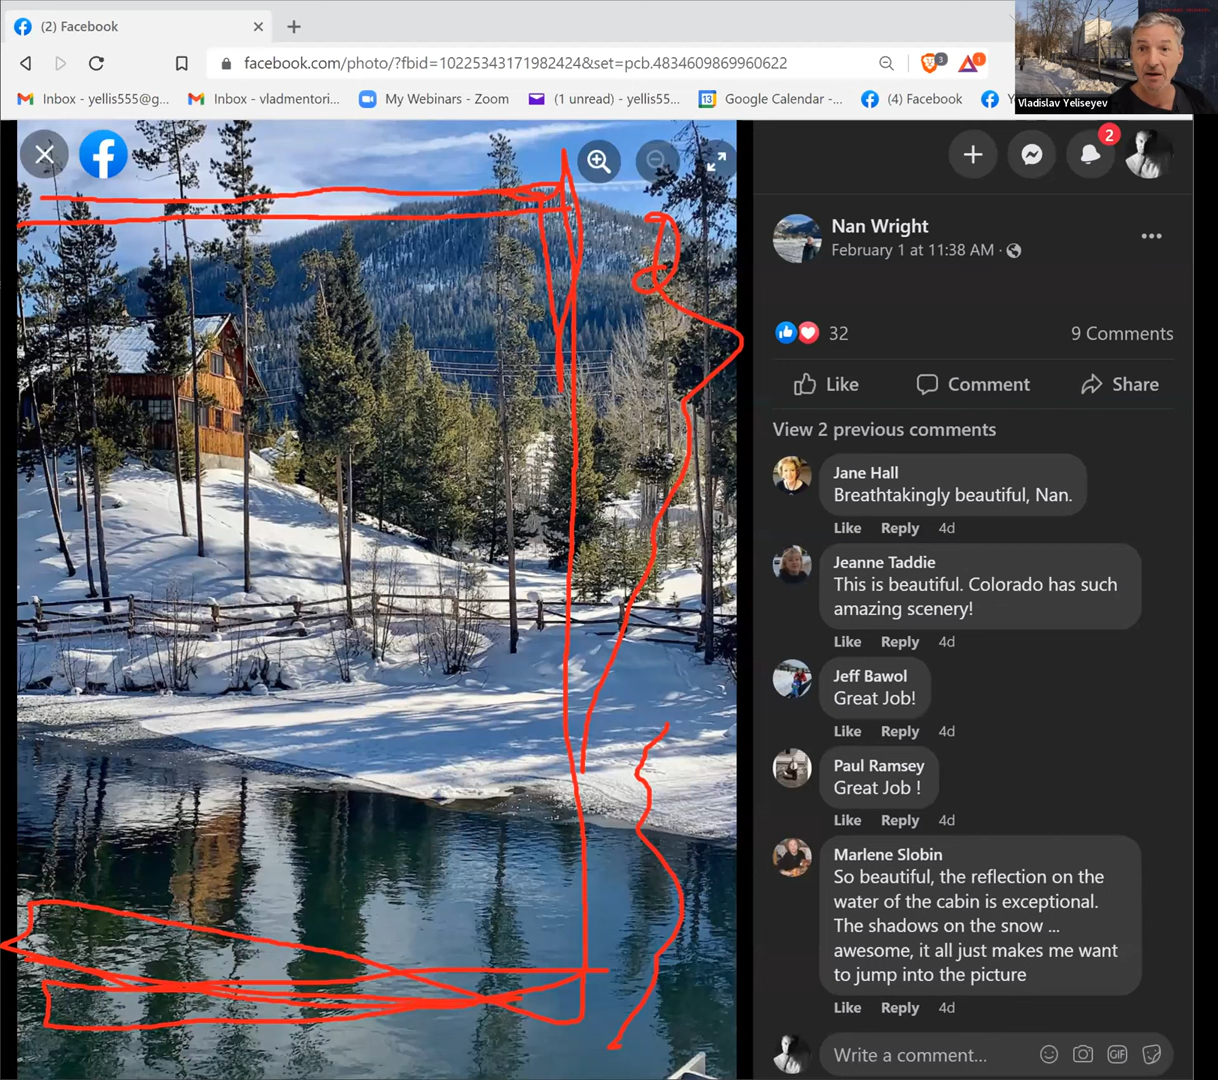 (2) Facebook
facebook.com/photo/?fbid=10225343171982424&set=pcb.4834609869960622
3
1
Inbox - yellis555@g...
Inbox - vladmentori...
My Webinars - Zoom
(1 unread) - yellis55...
13
Google Calendar -...
(4) Facebook
Vladislav Yeliseyev
2
Nan Wright
February 1 at 11:38 AM ·
32
9 Comments
Like
Comment
Share
View 2 previous comments
Jane Hall
Breathtakingly beautiful, Nan.
Like Reply 4d
Jeanne Taddie
This is beautiful. Colorado has such
amazing scenery!
Like Reply 4d
Jeff Bawol
Great Job!
Like Reply 4d
Paul Ramsey
Great Job !
Like Reply 4d
Marlene Slobin
So beautiful, the reflection on the
water of the cabin is exceptional.
The shadows on the snow ...
awesome, it all just makes me want
to jump into the picture
Like Reply 4d
Write a comment...
GIF